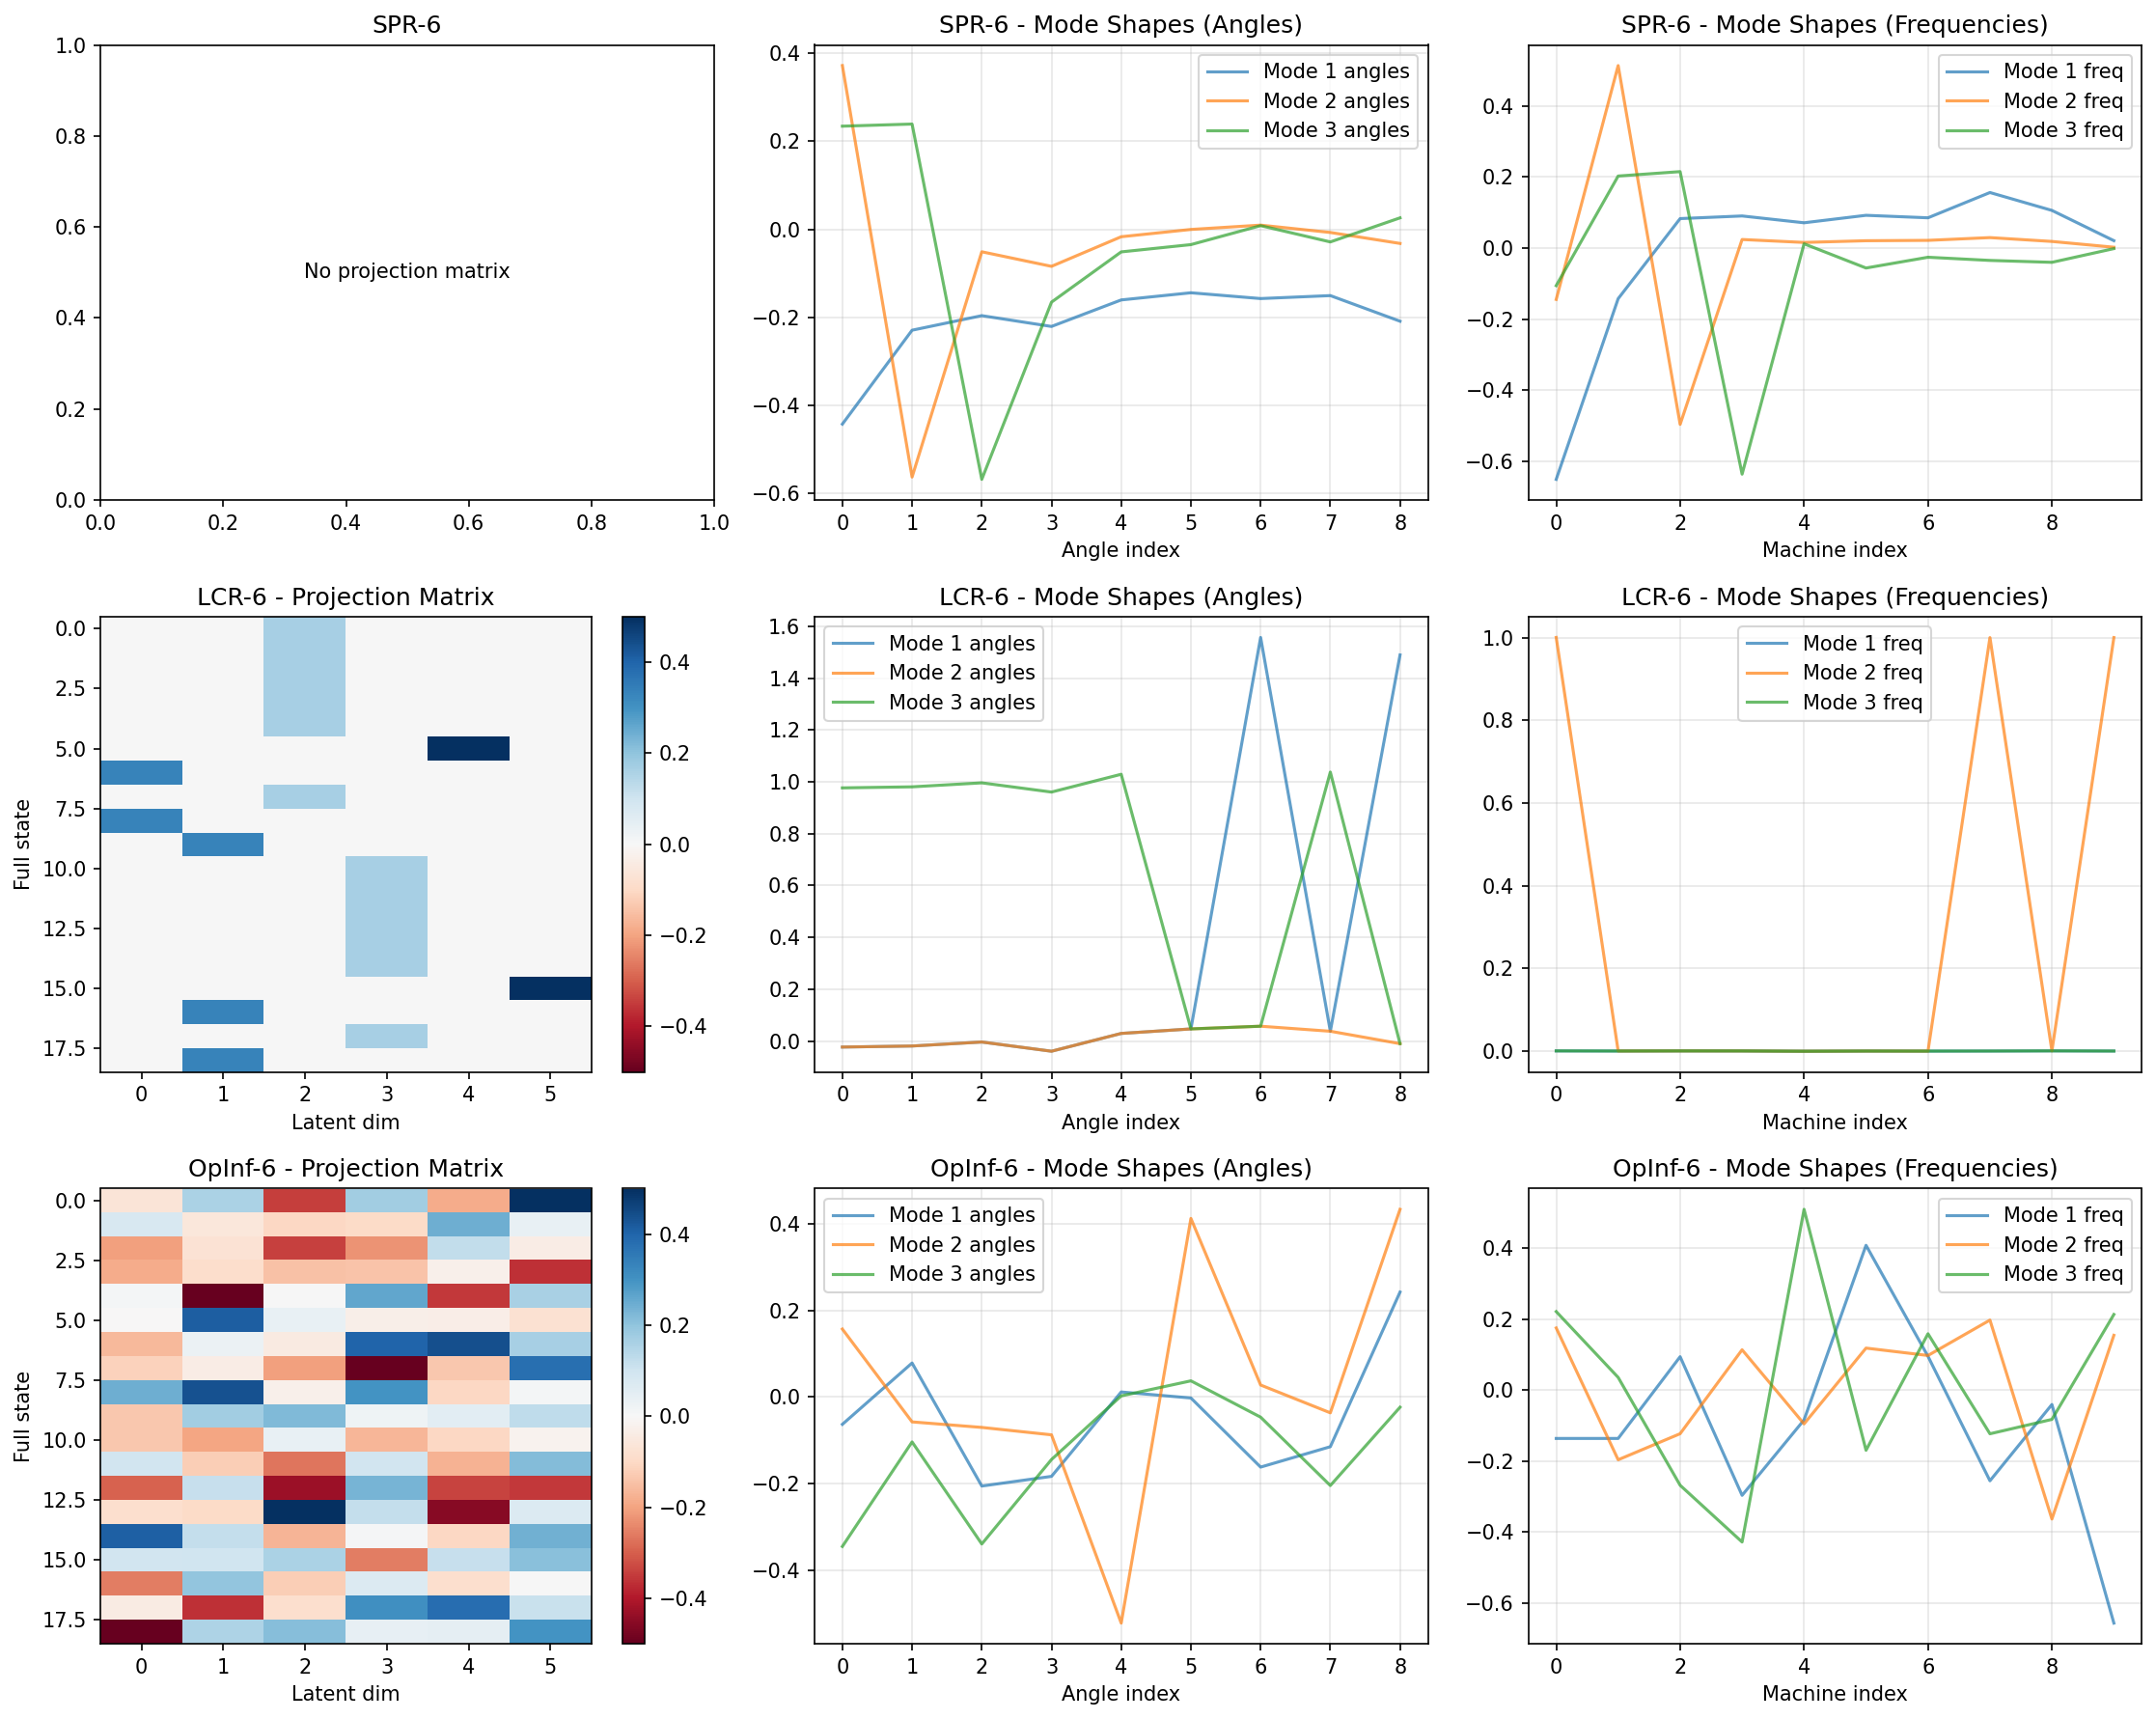 SPR-6
1.0
0.8
0.6
0.4
0.2
0.0
No projection matrix
0.0 0.2 0.4 0.6 0.8 1.0
SPR-6 - Mode Shapes (Angles)
0.4
0.2
0.0
−0.2
−0.4
−0.6
Mode 1 angles
Mode 2 angles
Mode 3 angles
0 1 2 3 4 5 6 7 8
Angle index
SPR-6 - Mode Shapes (Frequencies)
0.4
0.2
0.0
−0.2
−0.4
−0.6
Mode 1 freq
Mode 2 freq
Mode 3 freq
0 2 4 6 8
Machine index
LCR-6 - Projection Matrix
Full state
0.0
2.5
5.0
7.5
10.0
12.5
15.0
17.5
0 1 2 3 4 5
Latent dim
0.4
0.2
0.0
−0.2
−0.4
LCR-6 - Mode Shapes (Angles)
1.6
1.4
1.2
1.0
0.8
0.6
0.4
0.2
0.0
Mode 1 angles
Mode 2 angles
Mode 3 angles
0 1 2 3 4 5 6 7 8
Angle index
LCR-6 - Mode Shapes (Frequencies)
1.0
0.8
0.6
0.4
0.2
0.0
Mode 1 freq
Mode 2 freq
Mode 3 freq
0 2 4 6 8
Machine index
OpInf-6 - Projection Matrix
Full state
0.0
2.5
5.0
7.5
10.0
12.5
15.0
17.5
0 1 2 3 4 5
Latent dim
0.4
0.2
0.0
−0.2
−0.4
OpInf-6 - Mode Shapes (Angles)
0.4
0.2
0.0
−0.2
−0.4
Mode 1 angles
Mode 2 angles
Mode 3 angles
0 1 2 3 4 5 6 7 8
Angle index
OpInf-6 - Mode Shapes (Frequencies)
0.4
0.2
0.0
−0.2
−0.4
−0.6
Mode 1 freq
Mode 2 freq
Mode 3 freq
0 2 4 6 8
Machine index